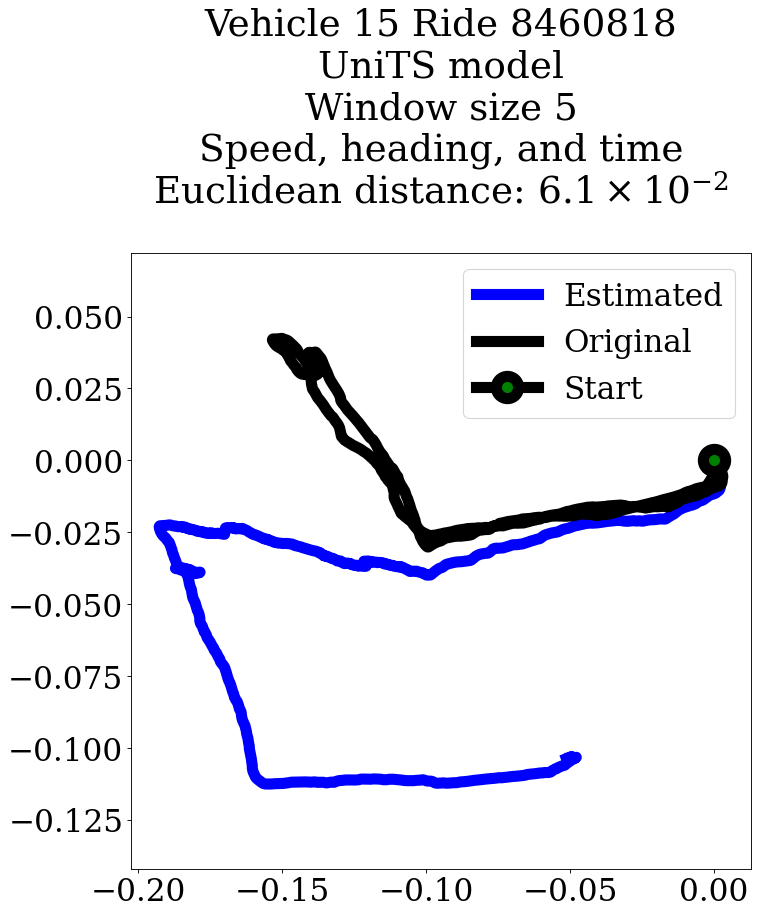 Vehicle 15 Ride 8460818
UniTS model
Window size 5
Speed, heading, and time
Euclidean distance: 6.1 × 10⁻²
Estimated
Original
Start
0.050
0.025
0.000
−0.025
−0.050
−0.075
−0.100
−0.125
−0.20 −0.15 −0.10 −0.05 0.00